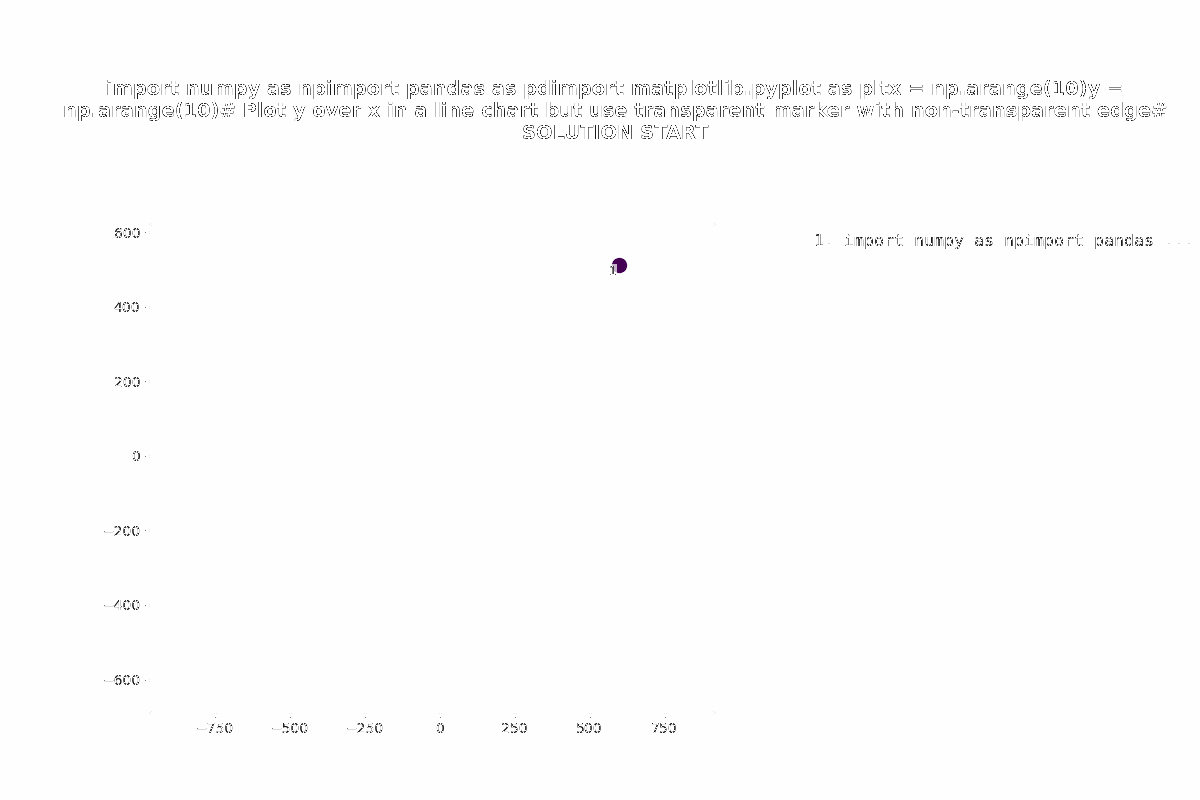 import numpy as npimport pandas as pdimport matplotlib.pyplot as pltx = np.arange(10)y =
np.arange(10)# Plot y over x in a line chart but use transparent marker with non-transparent edge#
SOLUTION START
600
1. import numpy as npimport pandas ...
1
400
200
0
−200
−400
−600
−750 −500 −250 0 250 500 750